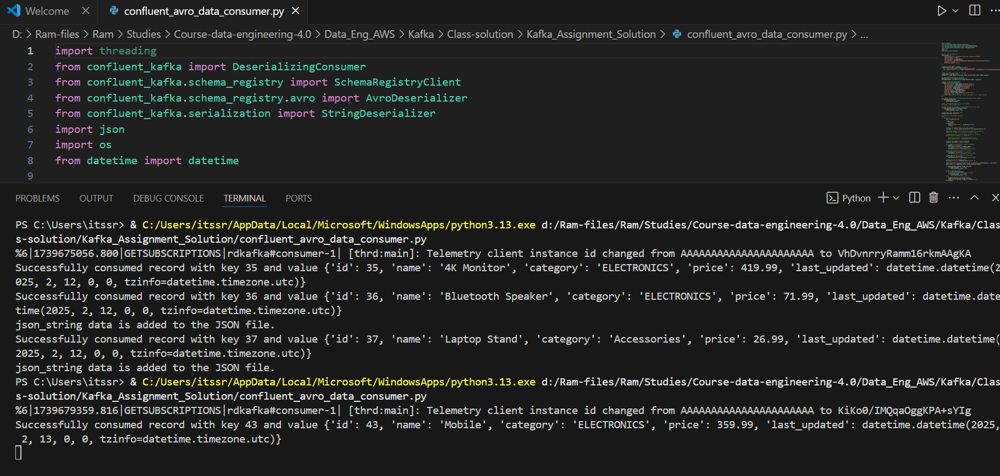 Welcome
confluent_avro_data_consumer.py
D: > Ram-files > Ram > Studies > Course-data-engineering-4.0 > Data_Eng_AWS > Kafka > Class-solution > Kafka_Assignment_Solution > confluent_avro_data_consumer.py > ...
1 import threading
2 from confluent_kafka import DeserializingConsumer
3 from confluent_kafka.schema_registry import SchemaRegistryClient
4 from confluent_kafka.schema_registry.avro import AvroDeserializer
5 from confluent_kafka.serialization import StringDeserializer
6 import json
7 import os
8 from datetime import datetime
9
PROBLEMS OUTPUT DEBUG CONSOLE TERMINAL PORTS
Python
PS C:\Users\itssr> & C:/Users/itssr/AppData/Local/Microsoft/WindowsApps/python3.13.exe d:/Ram-files/Ram/Studies/Course-data-engineering-4.0/Data_Eng_AWS/Kafka/Clas
s-solution/Kafka_Assignment_Solution/confluent_avro_data_consumer.py
%6|1739675056.800|GETSUBSCRIPTIONS|rdkafka#consumer-1| [thrd:main]: Telemetry client instance id changed from AAAAAAAAAAAAAAAAAAAAAA to VhDvnrryRamm16rkmAAgKA
Successfully consumed record with key 35 and value {'id': 35, 'name': '4K Monitor', 'category': 'ELECTRONICS', 'price': 419.99, 'last_updated': datetime.datetime(2
025, 2, 12, 0, 0, tzinfo=datetime.timezone.utc)}
Successfully consumed record with key 36 and value {'id': 36, 'name': 'Bluetooth Speaker', 'category': 'ELECTRONICS', 'price': 71.99, 'last_updated': datetime.date
time(2025, 2, 12, 0, 0, tzinfo=datetime.timezone.utc)}
json_string data is added to the JSON file.
Successfully consumed record with key 37 and value {'id': 37, 'name': 'Laptop Stand', 'category': 'Accessories', 'price': 26.99, 'last_updated': datetime.datetime(
2025, 2, 12, 0, 0, tzinfo=datetime.timezone.utc)}
json_string data is added to the JSON file.
PS C:\Users\itssr> & C:/Users/itssr/AppData/Local/Microsoft/WindowsApps/python3.13.exe d:/Ram-files/Ram/Studies/Course-data-engineering-4.0/Data_Eng_AWS/Kafka/Clas
s-solution/Kafka_Assignment_Solution/confluent_avro_data_consumer.py
%6|1739679359.816|GETSUBSCRIPTIONS|rdkafka#consumer-1| [thrd:main]: Telemetry client instance id changed from AAAAAAAAAAAAAAAAAAAAAA to KiKo0/IMQqaOggKPA+sYIg
Successfully consumed record with key 43 and value {'id': 43, 'name': 'Mobile', 'category': 'ELECTRONICS', 'price': 359.99, 'last_updated': datetime.datetime(2025,
2, 13, 0, 0, tzinfo=datetime.timezone.utc)}